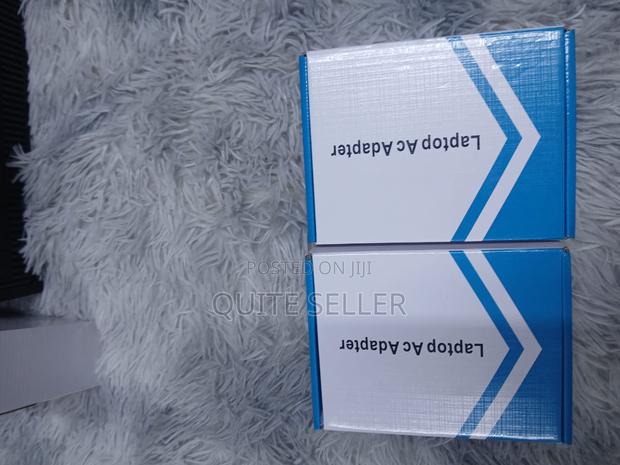 Laptop Ac Adapter
POSTED ON JIJI
QUITE SELLER
Laptop Ac Adapter